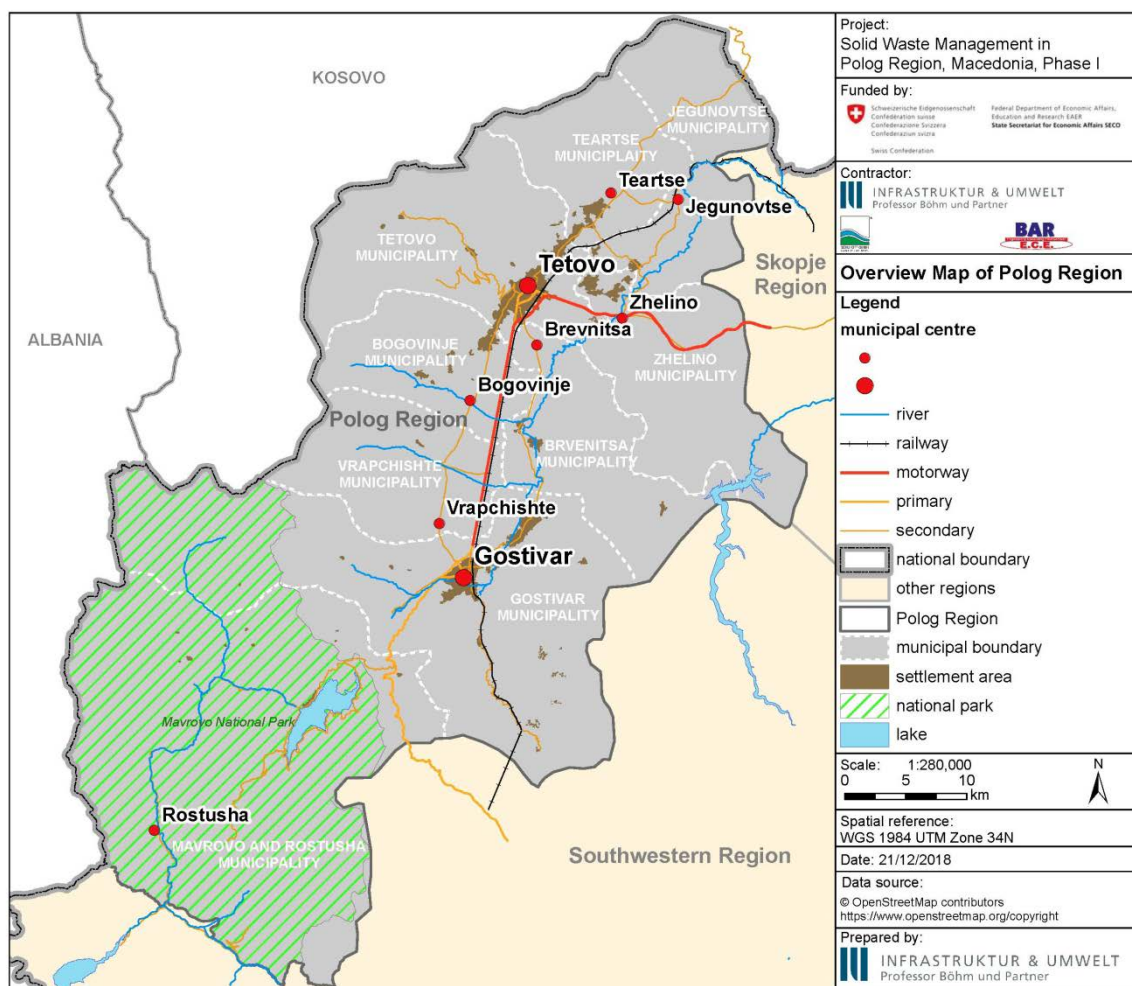 KOSOVO
ALBANIA
JEGUNOVTSE
MUNICIPALITY
TEARTSE
MUNICIPLAITY
Teartse
Jegunovtse
TETOVO
MUNICIPALITY
Tetovo
Skopje
Region
Zhelino
Brevnitsa
BOGOVINJE
MUNICIPALITY
ZHELINO
MUNICIPALITY
Bogovinje
Polog Region
BRVENITSA
MUNICIPALITY
VRAPCHISHTE
MUNICIPALITY
Vrapchishte
Gostivar
GOSTIVAR
MUNICIPALITY
Mavrovo National Park
Rostusha
MAVROVO AND ROSTUSHA
MUNICIPALITY
Southwestern Region
Project:
Solid Waste Management in
Polog Region, Macedonia, Phase I
Funded by:
Schweizerische Eidgenossenschaft
Confédération suisse
Confederazione Svizzera
Confederaziun svizra
Swiss Confederation
Federal Department of Economic Affairs,
Education and Research EAER
State Secretariat for Economic Affairs SECO
Contractor:
INFRASTRUKTUR & UMWELT
Professor Böhm und Partner
BAR
E.C.E.
Overview Map of Polog Region
Legend
municipal centre
river
railway
motorway
primary
secondary
national boundary
other regions
Polog Region
municipal boundary
settlement area
national park
lake
Scale: 1:280,000
0 5 10
km
N
Spatial reference:
WGS 1984 UTM Zone 34N
Date: 21/12/2018
Data source:
© OpenStreetMap contributors
https://www.openstreetmap.org/copyright
Prepared by:
INFRASTRUKTUR & UMWELT
Professor Böhm und Partner